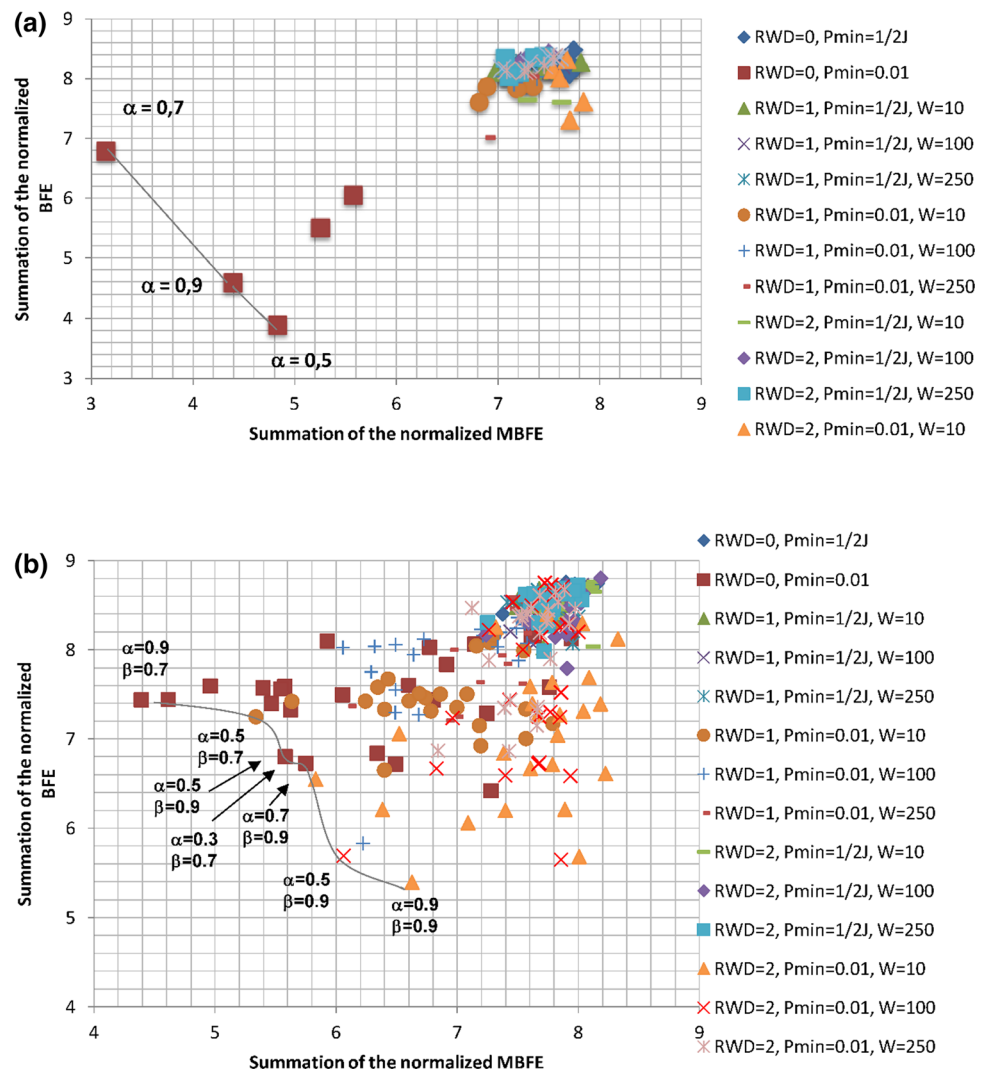 (a)
9
8
7
6
5
4
3
3
4
5
6
7
8
9
Summation of the normalized
BFE
Summation of the normalized MBFE
α = 0,7
α = 0,9
α = 0,5
RWD=0, Pmin=1/2J
RWD=0, Pmin=0.01
RWD=1, Pmin=1/2J, W=10
RWD=1, Pmin=1/2J, W=100
RWD=1, Pmin=1/2J, W=250
RWD=1, Pmin=0.01, W=10
RWD=1, Pmin=0.01, W=100
RWD=1, Pmin=0.01, W=250
RWD=2, Pmin=1/2J, W=10
RWD=2, Pmin=1/2J, W=100
RWD=2, Pmin=1/2J, W=250
RWD=2, Pmin=0.01, W=10
(b)
9
8
7
6
5
4
4
5
6
7
8
9
Summation of the normalized
BFE
Summation of the normalized MBFE
α=0.9
β=0.7
α=0.5
β=0.7
α=0.5
β=0.9
α=0.3
β=0.7
α=0.7
β=0.9
α=0.5
β=0.9
α=0.9
β=0.9
RWD=0, Pmin=1/2J
RWD=0, Pmin=0.01
RWD=1, Pmin=1/2J, W=10
RWD=1, Pmin=1/2J, W=100
RWD=1, Pmin=1/2J, W=250
RWD=1, Pmin=0.01, W=10
RWD=1, Pmin=0.01, W=100
RWD=1, Pmin=0.01, W=250
RWD=2, Pmin=1/2J, W=10
RWD=2, Pmin=1/2J, W=100
RWD=2, Pmin=1/2J, W=250
RWD=2, Pmin=0.01, W=10
RWD=2, Pmin=0.01, W=100
RWD=2, Pmin=0.01, W=250